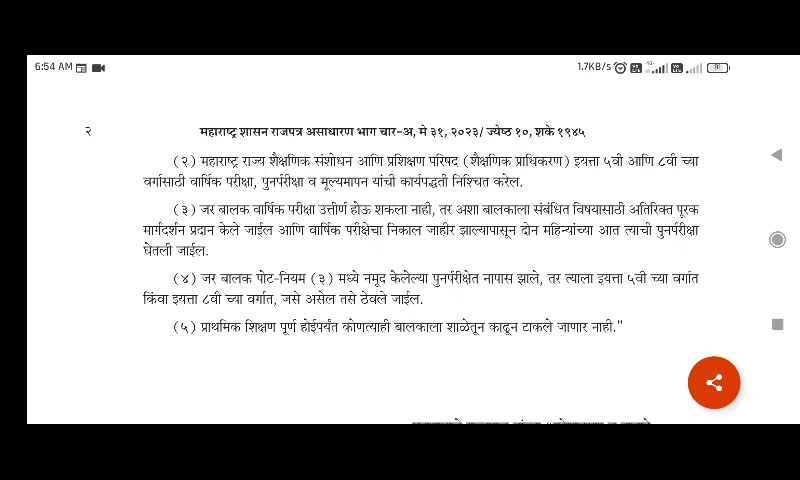 6:54 AM
1.7KB/s
२
महाराष्ट्र शासन राजपत्र असाधारण भाग चार-अ, मे ३१, २०२३/ ज्येष्ठ १०, शके १९४५
(२) महाराष्ट्र राज्य शैक्षणिक संशोधन आणि प्रशिक्षण परिषद (शैक्षणिक प्राधिकरण) इयत्ता ५वी आणि ८वी च्या
वर्गासाठी वार्षिक परीक्षा, पुनर्परीक्षा व मूल्यमापन यांची कार्यपद्धती निश्चित करेल.
(३) जर बालक वार्षिक परीक्षा उत्तीर्ण होऊ शकला नाही, तर अशा बालकाला संबंधित विषयासाठी अतिरिक्त पूरक
मार्गदर्शन प्रदान केले जाईल आणि वार्षिक परीक्षेचा निकाल जाहीर झाल्यापासून दोन महिन्यांच्या आत त्याची पुनर्परीक्षा
घेतली जाईल.
(४) जर बालक पोट-नियम (३) मध्ये नमूद केलेल्या पुनर्परीक्षेत नापास झाले, तर त्याला इयत्ता ५वी च्या वर्गात
किंवा इयत्ता ८वी च्या वर्गात, जसे असेल तसे ठेवले जाईल.
(५) प्राथमिक शिक्षण पूर्ण होईपर्यंत कोणत्याही बालकाला शाळेतून काढून टाकले जाणार नाही."